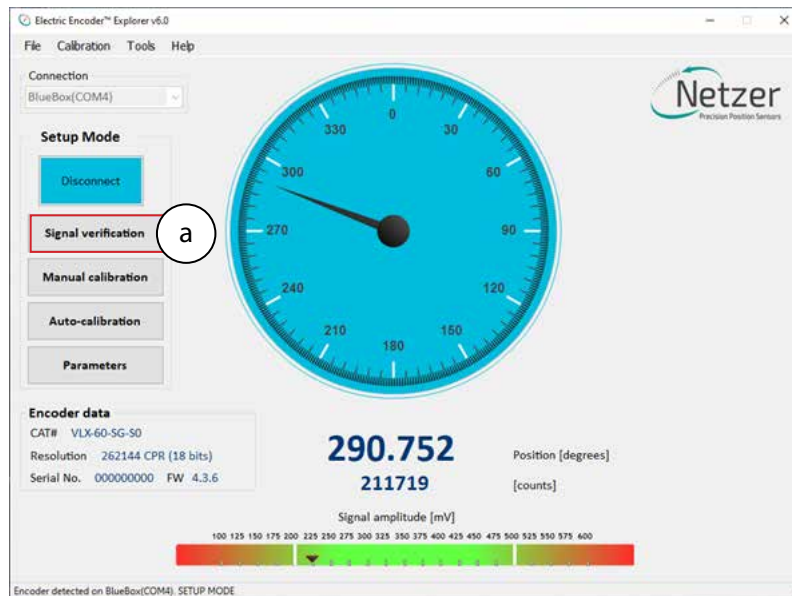 Electric Encoder™ Explorer v6.0
File Calibration Tools Help
Connection
BlueBox(COM4)
Netzer
Precision Position Sensors
Setup Mode
Disconnect
Signal verification
a
Manual calibration
Auto-calibration
Parameters
0
30
60
90
120
150
180
210
240
270
300
330
Encoder data
CAT# VLX-60-SG-S0
Resolution 262144 CPR (18 bits)
Serial No. 000000000 FW 4.3.6
290.752 Position [degrees]
211719 [counts]
Signal amplitude [mV]
100 125 150 175 200 225 250 275 300 325 350 375 400 425 450 475 500 525 550 575 600
Encoder detected on BlueBox(COM4). SETUP MODE